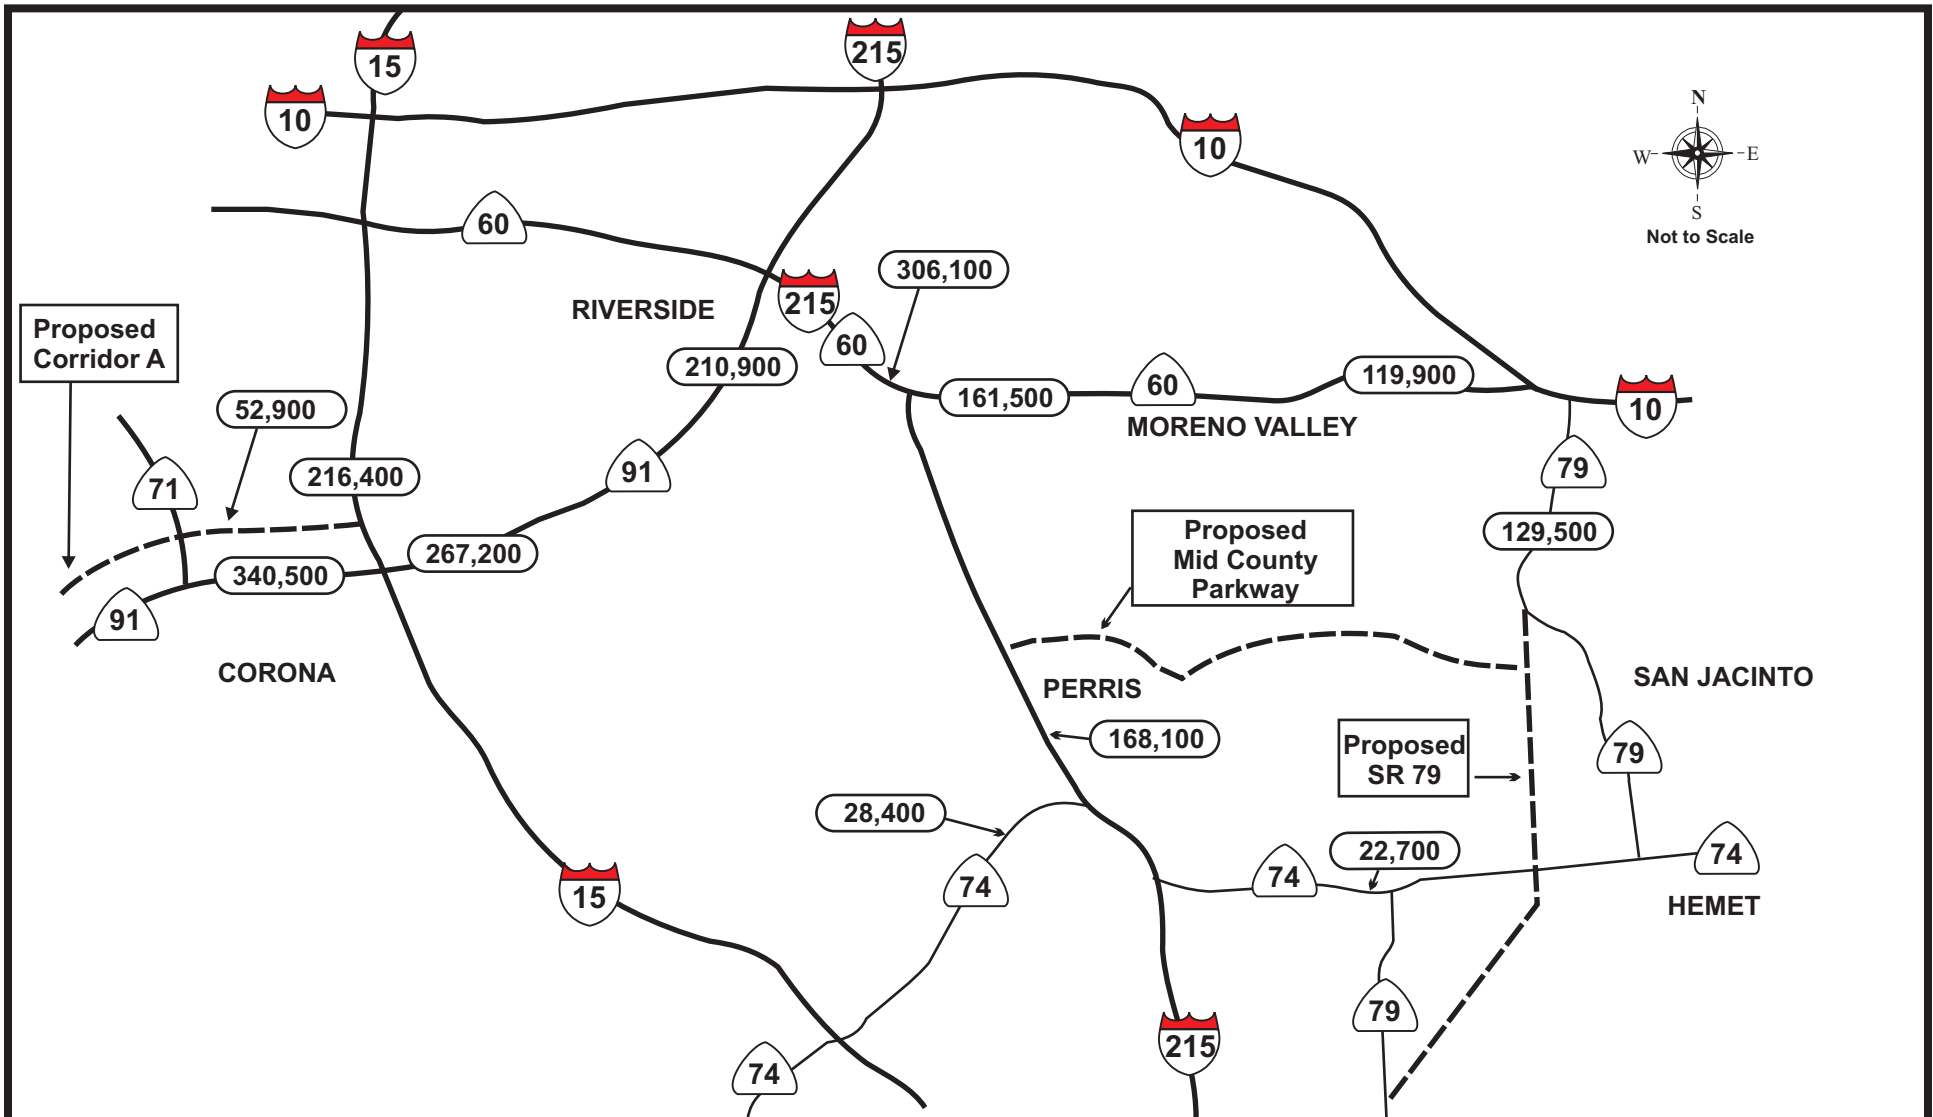 15
215
10
10
N
W
E
S
Not to Scale
60
306,100
215
RIVERSIDE
Proposed
Corridor A
60
210,900
119,900
60
161,500
10
52,900
MORENO VALLEY
79
91
216,400
71
129,500
Proposed
Mid County
Parkway
267,200
340,500
91
CORONA
PERRIS
SAN JACINTO
168,100
Proposed
SR 79
79
28,400
22,700
74
74
74
15
HEMET
79
215
74